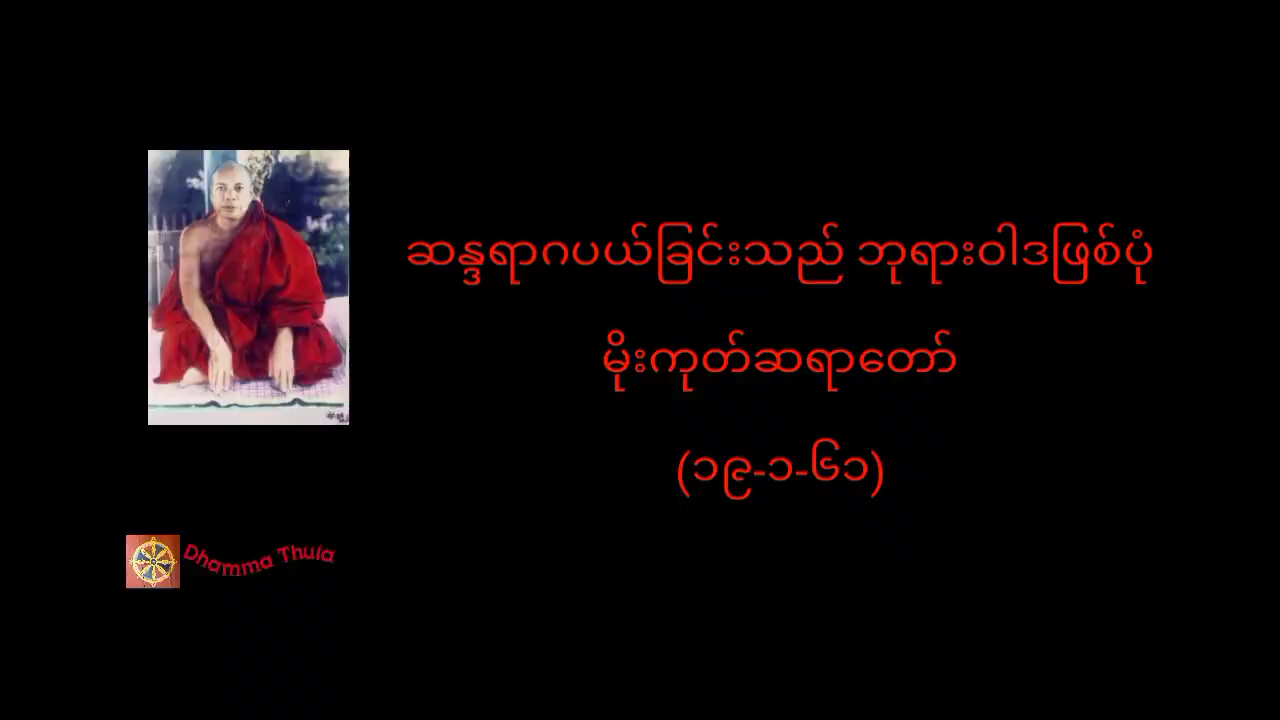 ဆန္ဒရာဂပယ်ခြင်းသည် ဘုရားဝါဒဖြစ်ပုံ
မိုးကုတ်ဆရာတော်
(၁၉-၁-၆၁)
Dhamma Thula